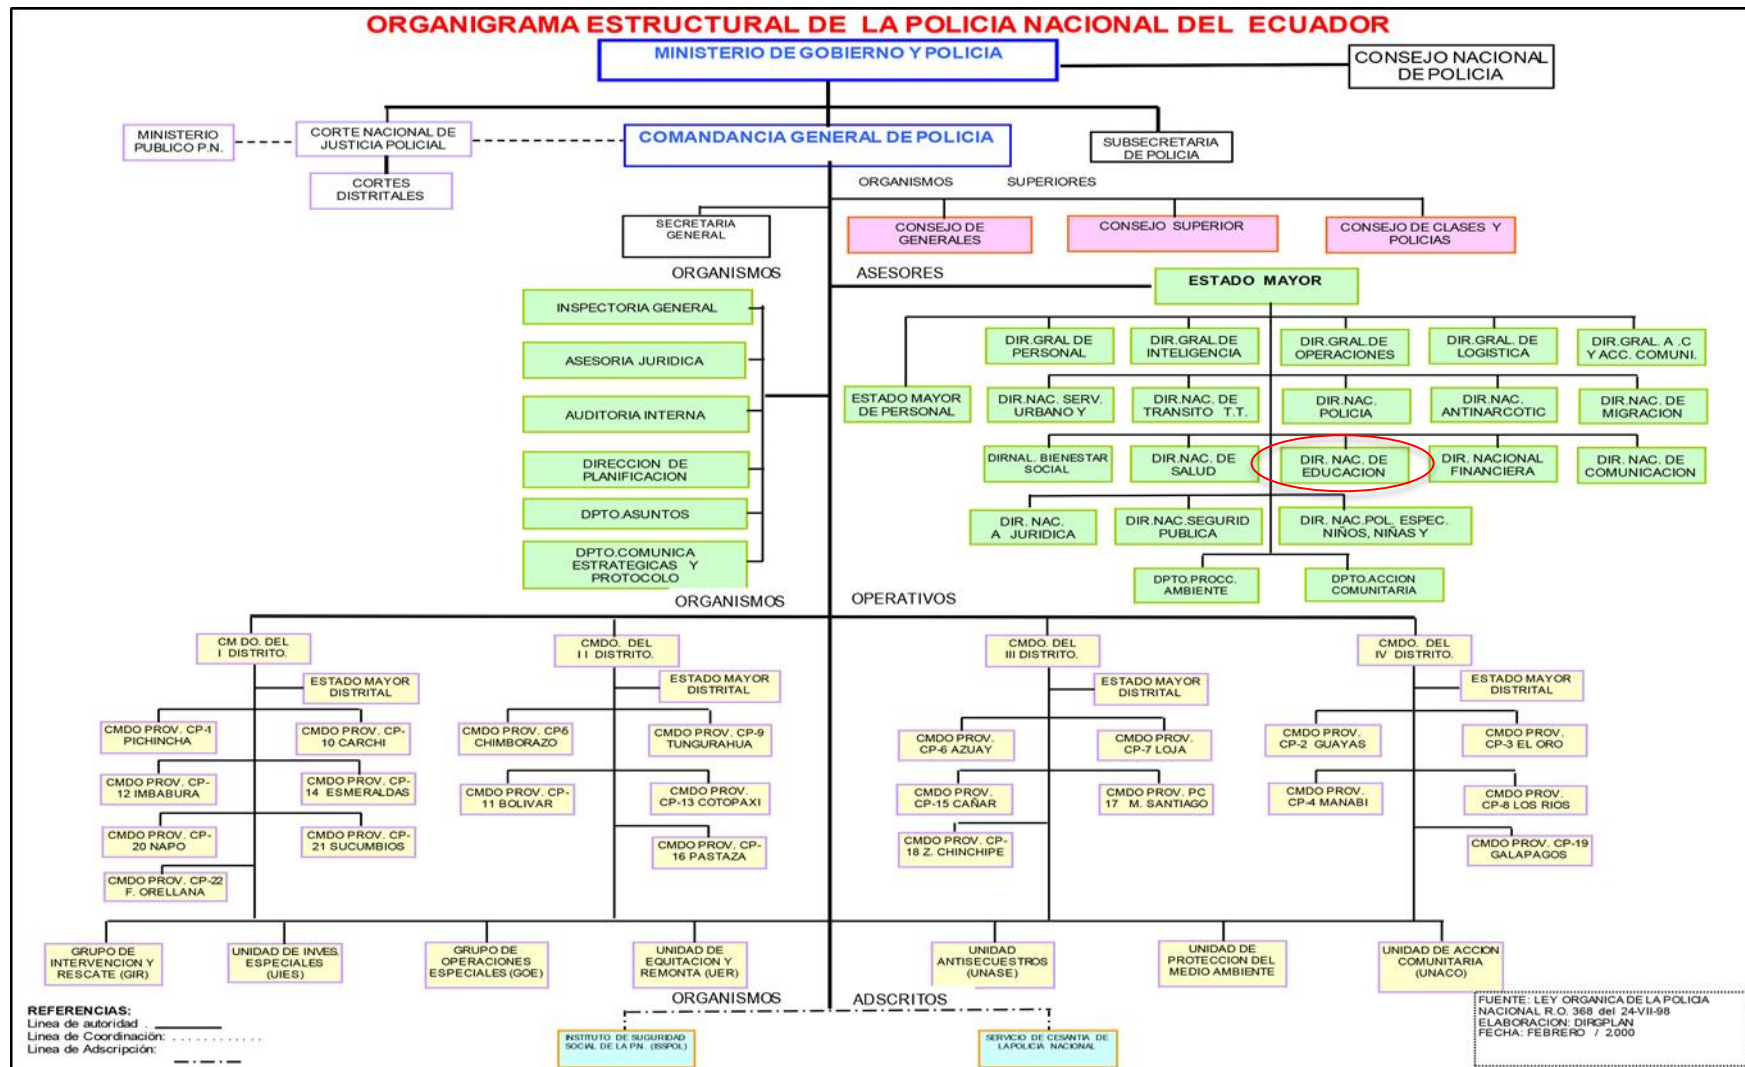 ORGANIGRAMA ESTRUCTURAL DE LA POLICIA NACIONAL DEL ECUADOR
MINISTERIO DE GOBIERNO Y POLICIA
CONSEJO NACIONAL
DE POLICIA
MINISTERIO
PUBLICO P.N.
CORTE NACIONAL DE
JUSTICIA POLICIAL
COMANDANCIA GENERAL DE POLICIA
SUBSECRETARIA
DE POLICIA
CORTES
DISTRITALES
ORGANISMOS SUPERIORES
SECRETARIA
GENERAL
CONSEJO DE
GENERALES
CONSEJO SUPERIOR
CONSEJO DE CLASES Y
POLICIAS
ORGANISMOS ASESORES
ESTADO MAYOR
INSPECTORIA GENERAL
ASESORIA JURIDICA
AUDITORIA INTERNA
DIRECCION DE
PLANIFICACION
DPTO.ASUNTOS
DPTO.COMUNICA
ESTRATEGICAS Y
PROTOCOLO
DIR.GRAL DE
PERSONAL
DIR.GRAL.DE
INTELIGENCIA
DIR.GRAL.DE
OPERACIONES
DIR.GRAL. DE
LOGISTICA
DIR.GRAL. A .C
Y ACC. COMUNI.
ESTADO MAYOR
DE PERSONAL
DIR.NAC. SERV.
URBANO Y
DIR.NAC. DE
TRANSITO T.T.
DIR.NAC.
POLICIA
DIR.NAC.
ANTINARCOTIC
DIR.NAC. DE
MIGRACION
DIRNAL. BIENESTAR
SOCIAL
DIR.NAC. DE
SALUD
DIR. NAC. DE
EDUCACION
DIR. NACIONAL
FINANCIERA
DIR. NAC. DE
COMUNICACION
DIR. NAC.
A JURIDICA
DIR.NAC.SEGURID
PUBLICA
DIR. NAC.POL. ESPEC.
NIÑOS, NIÑAS Y
DPTO.PROCC.
AMBIENTE
DPTO.ACCION
COMUNITARIA
ORGANISMOS OPERATIVOS
CM DO. DEL
I DISTRITO.
CMDO. DEL
I I DISTRITO.
CMDO. DEL
III DISTRITO.
CMDO. DEL
IV DISTRITO.
ESTADO MAYOR
DISTRITAL
ESTADO MAYOR
DISTRITAL
ESTADO MAYOR
DISTRITAL
ESTADO MAYOR
DISTRITAL
CMDO PROV. CP-1
PICHINCHA
CMDO PROV. CP-
10 CARCHI
CMDO PROV. CP5
CHIMBORAZO
CMDO PROV. CP-9
TUNGURAHUA
CMDO PROV.
CP-6 AZUAY
CMDO PROV.
CP-7 LOJA
CMDO PROV.
CP-2 GUAYAS
CMDO PROV.
CP-3 EL ORO
CMDO PROV. CP-
12 IMBABURA
CMDO PROV. CP-
14 ESMERALDAS
CMDO PROV. CP-
11 BOLIVAR
CMDO PROV.
CP-13 COTOPAXI
CMDO PROV.
CP-15 CAÑAR
CMDO PROV. PC
17 M. SANTIAGO
CMDO PROV.
CP-4 MANABI
CMDO PROV.
CP-8 LOS RIOS
CMDO PROV. CP-
20 NAPO
CMDO PROV. CP-
21 SUCUMBIOS
CMDO PROV. CP-
16 PASTAZA
CMDO PROV. CP-
18 Z. CHINCHIPE
CMDO PROV. CP-19
GALAPAGOS
CMDO PROV. CP-22
F. ORELLANA
GRUPO DE
INTERVENCION Y
RESCATE (GIR)
UNIDAD DE INVES.
ESPECIALES
(UIES)
GRUPO DE
OPERACIONES
ESPECIALES (GOE)
UNIDAD DE
EQUITACION Y
REMONTA (UER)
UNIDAD
ANTISECUESTROS
(UNASE)
UNIDAD DE
PROTECCION DEL
MEDIO AMBIENTE
UNIDAD DE ACCION
COMUNITARIA
(UNACO)
ORGANISMOS ADSCRITOS
REFERENCIAS:
Linea de autoridad .
Linea de Coordinación: . . . . . . . . . . . .
Linea de Adscripción:
INSTITUTO DE SUGURIDAD
SOCIAL DE LA P.N. (ISSPOL)
SERVICIO DE CESANTIA DE
LAPOLICIA NACIONAL
FUENTE: LEY ORGANICA DE LA POLICIA
NACIONAL R.O. 368 del 24-VII-98
ELABORACION: DIRGPLAN
FECHA: FEBRERO / 2.000